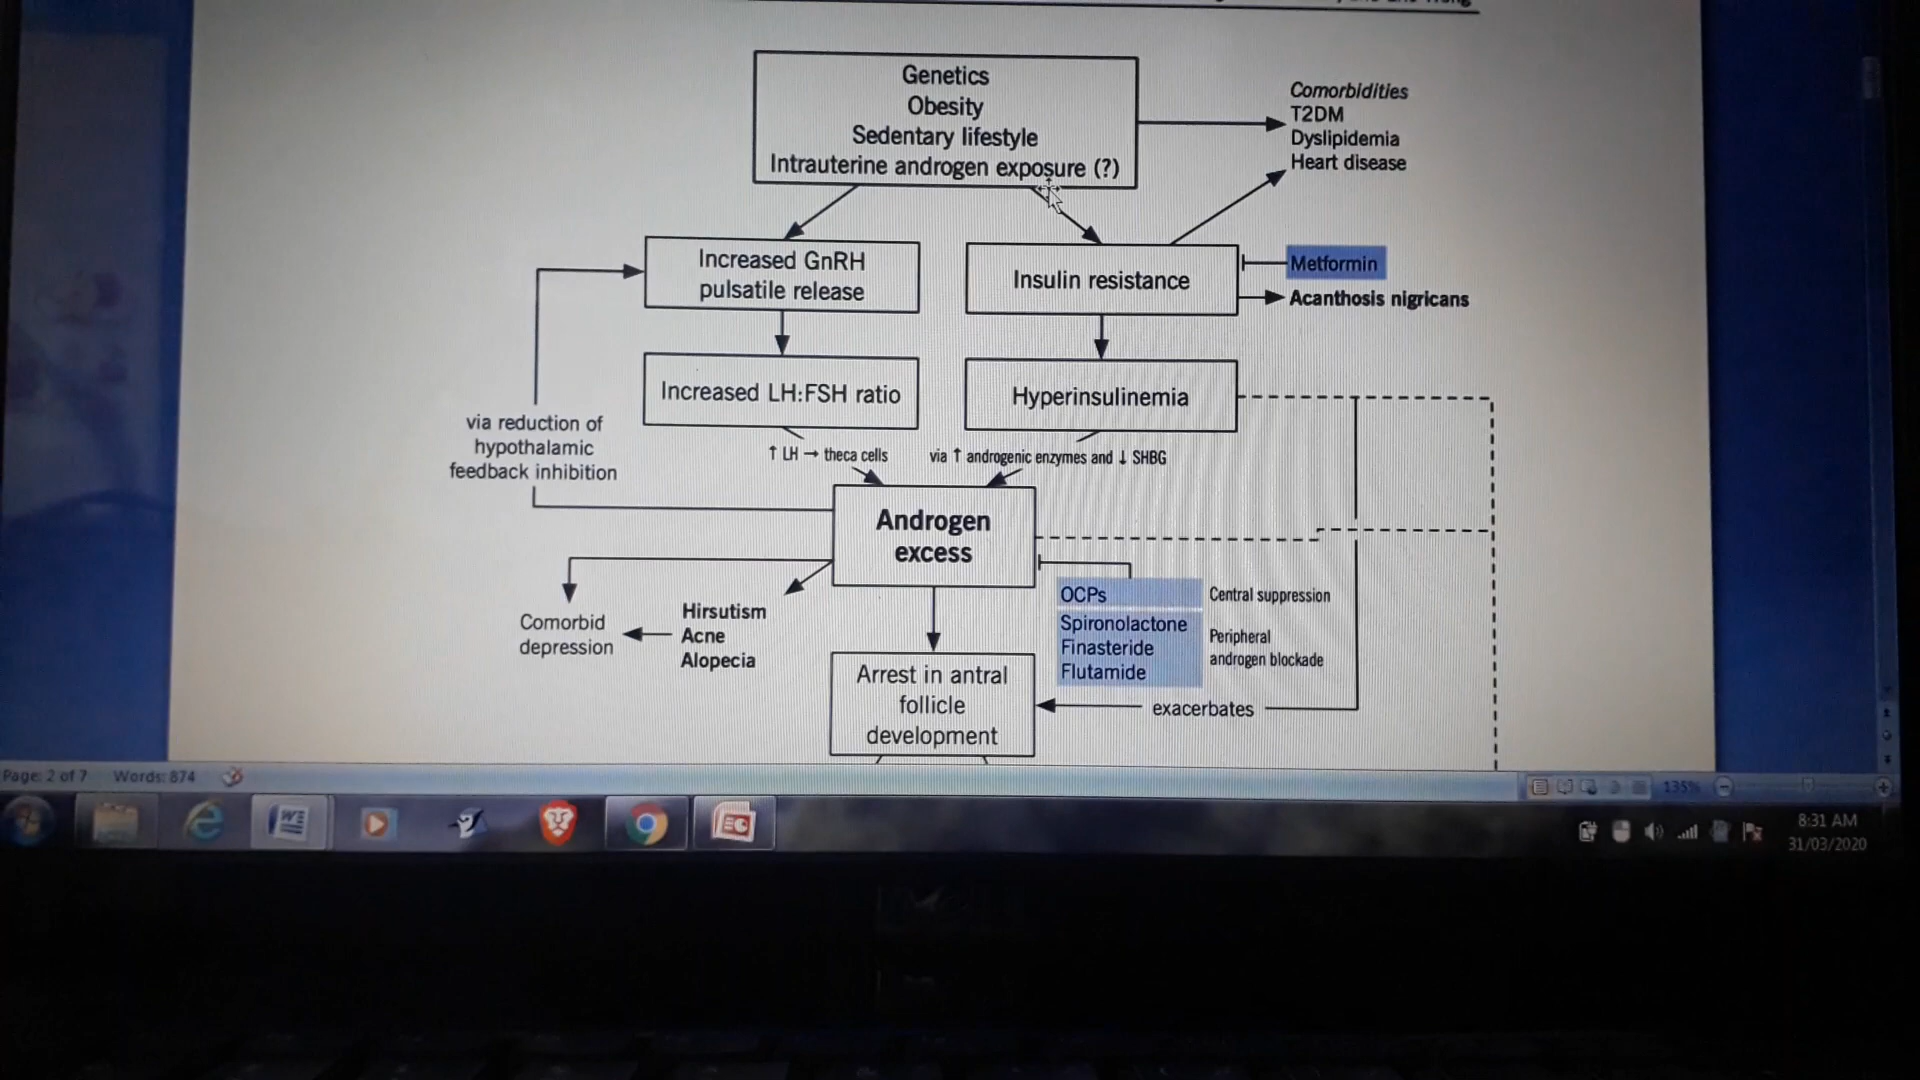 Genetics
Obesity
Sedentary lifestyle
Intrauterine androgen exposure (?)
Comorbidities
T2DM
Dyslipidemia
Heart disease
Increased GnRH
pulsatile release
Insulin resistance
Metformin
Acanthosis nigricans
Increased LH:FSH ratio
Hyperinsulinemia
via reduction of
hypothalamic
feedback inhibition
↑ LH → theca cells
via ↑ androgenic enzymes and ↓ SHBG
Androgen
excess
Comorbid
depression
Hirsutism
Acne
Alopecia
OCPs
Central suppression
Spironolactone
Finasteride
Flutamide
Peripheral
androgen blockade
Arrest in antral
follicle
development
exacerbates
Page: 2 of 7 Words: 874
135%
8:31 AM
31/03/2020